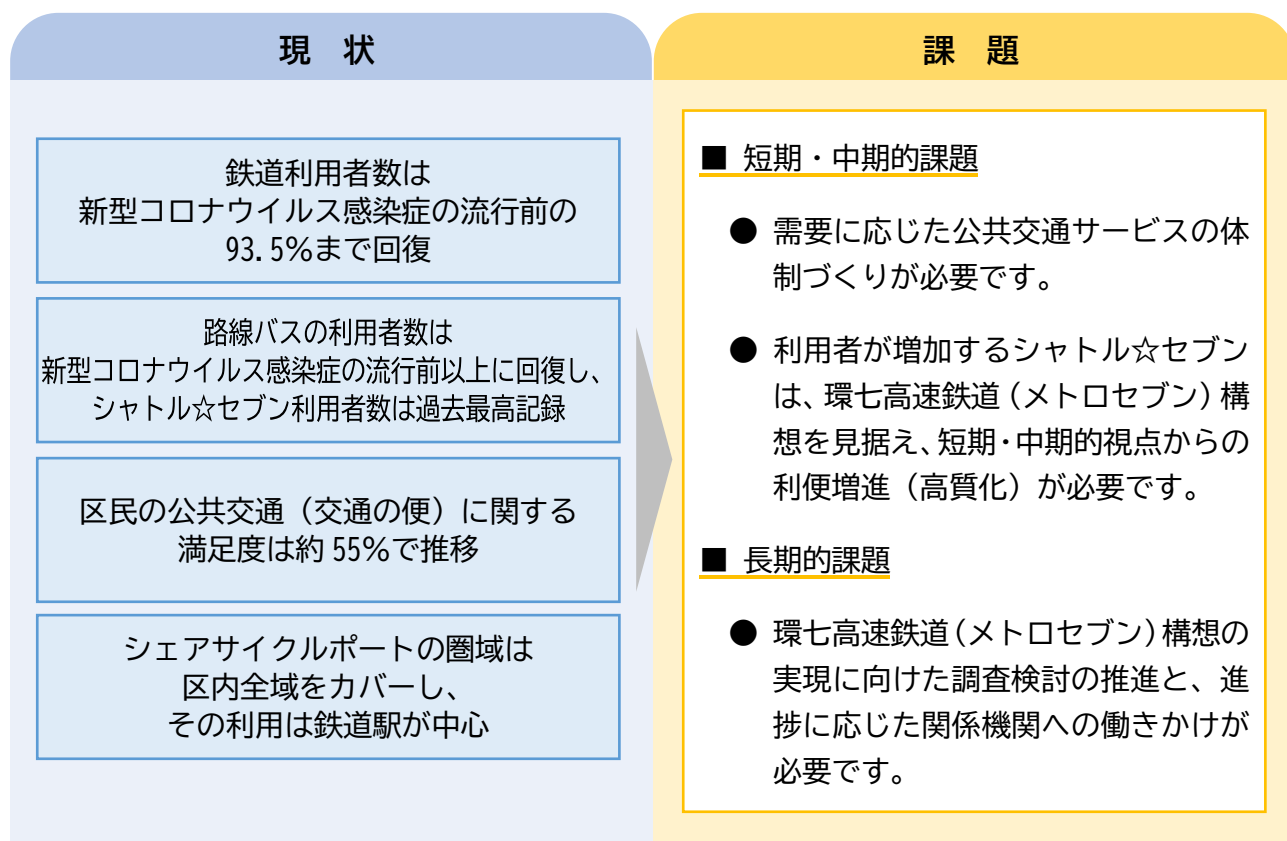 現　状
鉄道利用者数は
新型コロナウイルス感染症の流行前の
93.5%まで回復
路線バスの利用者数は
新型コロナウイルス感染症の流行前以上に回復し、
シャトル☆セブン利用者数は過去最高記録
区民の公共交通（交通の便）に関する
満足度は約 55%で推移
シェアサイクルポートの圏域は
区内全域をカバーし、
その利用は鉄道駅が中心
課　題
■ 短期・中期的課題
● 需要に応じた公共交通サービスの体
制づくりが必要です。
● 利用者が増加するシャトル☆セブン
は、環七高速鉄道（メトロセブン）構
想を見据え、短期・中期的視点からの
利便増進（高質化）が必要です。
■ 長期的課題
● 環七高速鉄道（メトロセブン）構想の
実現に向けた調査検討の推進と、進
捗に応じた関係機関への働きかけが
必要です。